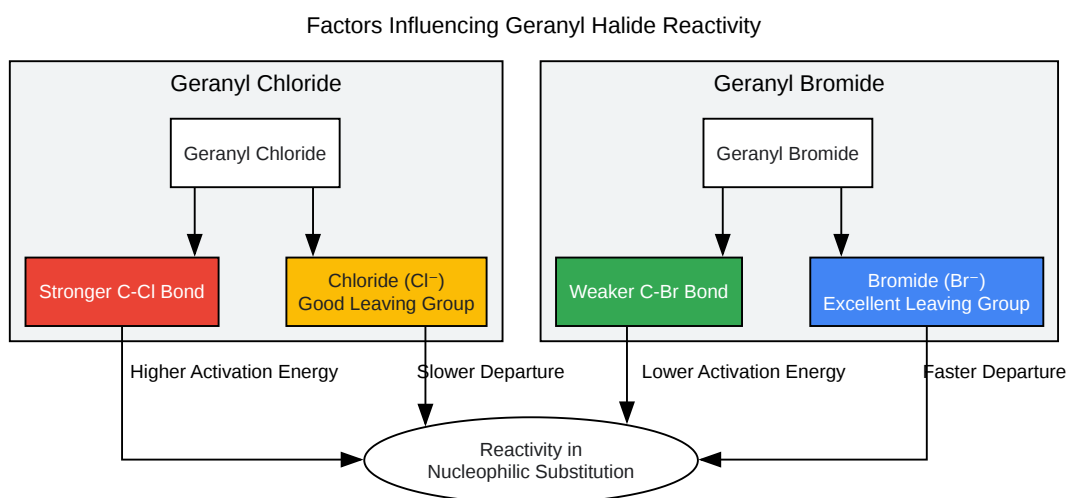 Factors Influencing Geranyl Halide Reactivity
Geranyl Chloride
Geranyl Chloride
Stronger C-Cl Bond
Chloride (Cl⁻)
Good Leaving Group
Geranyl Bromide
Geranyl Bromide
Weaker C-Br Bond
Bromide (Br⁻)
Excellent Leaving Group
Higher Activation Energy
Slower Departure
Lower Activation Energy
Faster Departure
Reactivity in
Nucleophilic Substitution